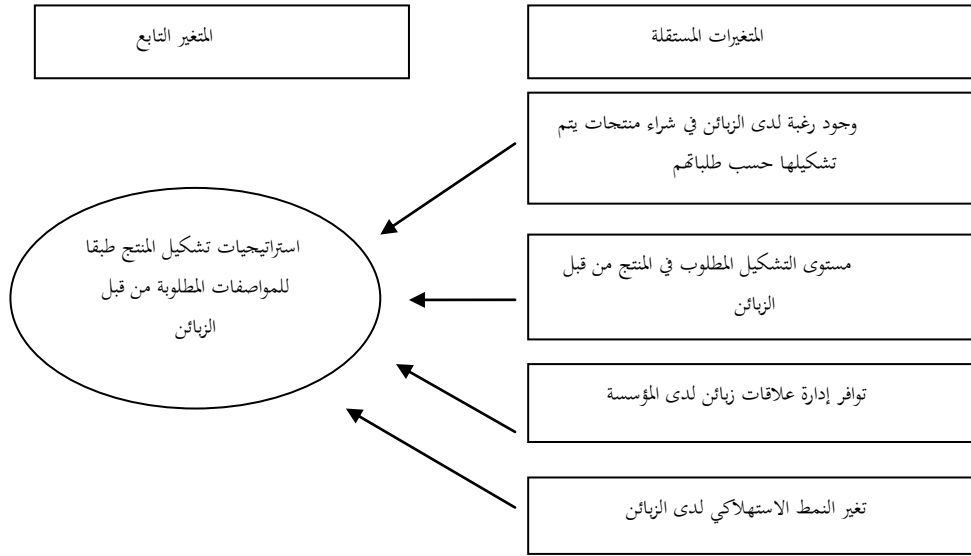 المتغيرات المستقلة
المتغير التابع
وجود رغبة لدى الزبائن في شراء منتجات يتم
تشكيلها حسب طلباتهم
مستوى التشكيل المطلوب في المنتج من قبل
الزبائن
توافر إدارة علاقات زبائن لدى المؤسسة
تغير النمط الاستهلاكي لدى الزبائن
استراتيجيات تشكيل المنتج طبقا
للمواصفات المطلوبة من قبل
الزبائن